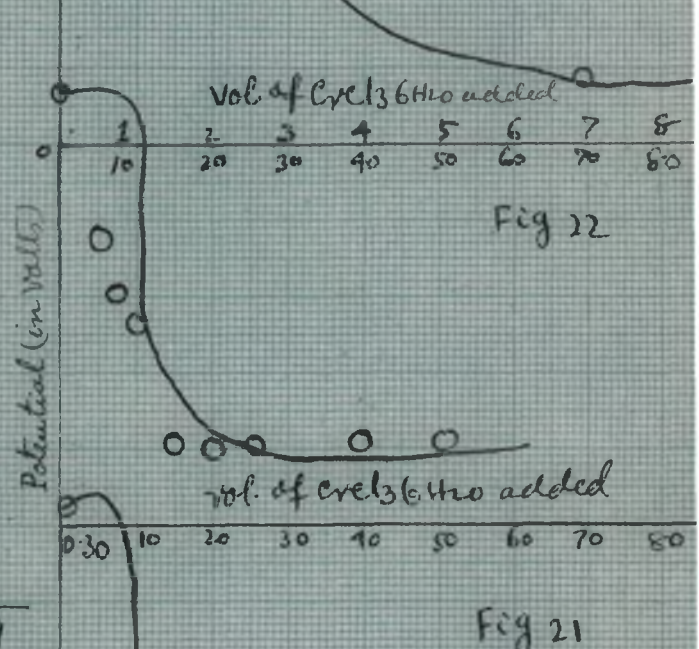 Vol. of Crcl3 6H2O added
1 2 3 4 5 6 7 8
0 10 20 30 40 50 60 70 80
Fig 22
Potential (in volts)
vol. of Crcl3 6H2O added
0.30 10 20 30 40 50 60 70 80
Fig 21